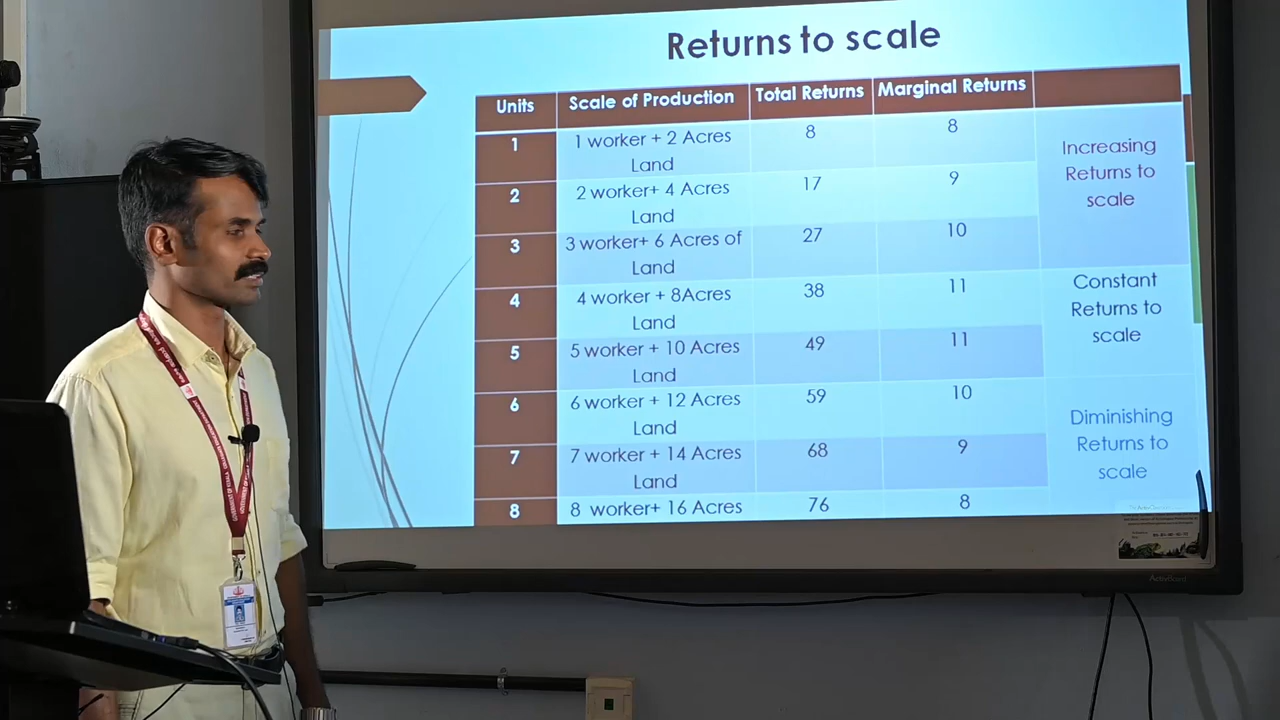 Returns to scale
Units Scale of Production Total Returns Marginal Returns
1 1 worker + 2 Acres Land 8 8 Increasing Returns to scale
2 2 worker+ 4 Acres Land 17 9
3 3 worker+ 6 Acres of Land 27 10
4 4 worker + 8Acres Land 38 11 Constant Returns to scale
5 5 worker + 10 Acres Land 49 11
6 6 worker + 12 Acres Land 59 10 Diminishing Returns to scale
7 7 worker + 14 Acres Land 68 9
8 8 worker+ 16 Acres 76 8
ActivBoard